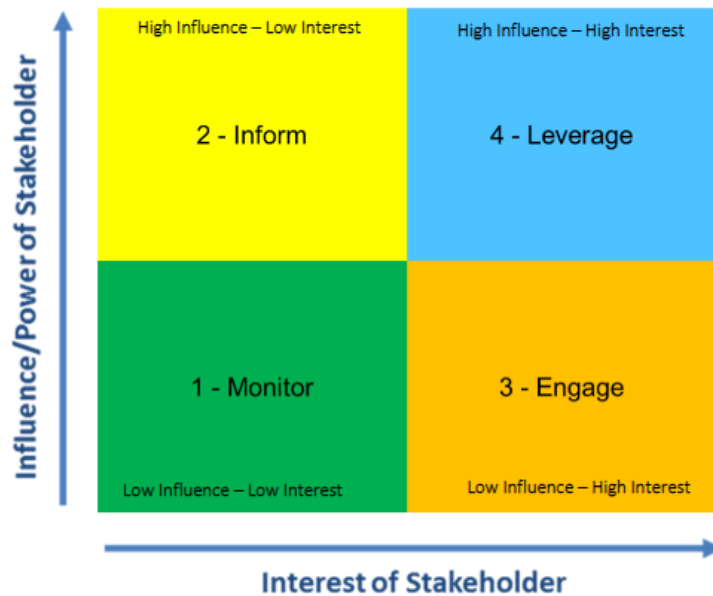 Influence/Power of Stakeholder
High Influence – Low Interest
High Influence – High Interest
2 - Inform
4 - Leverage
1 - Monitor
3 - Engage
Low Influence – Low Interest
Low Influence – High Interest
Interest of Stakeholder